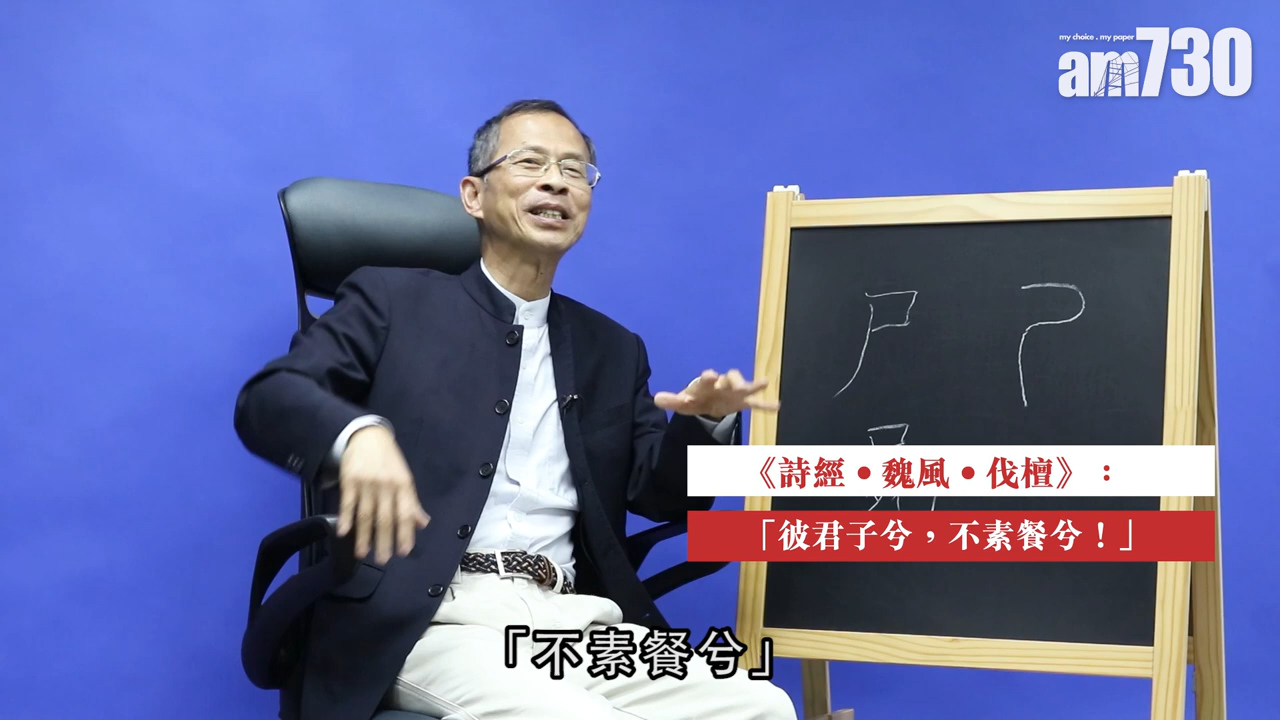 my choice . my paper
am730
尸
《詩經•魏風•伐檀》：
「彼君子兮，不素餐兮！」
「不素餐兮」